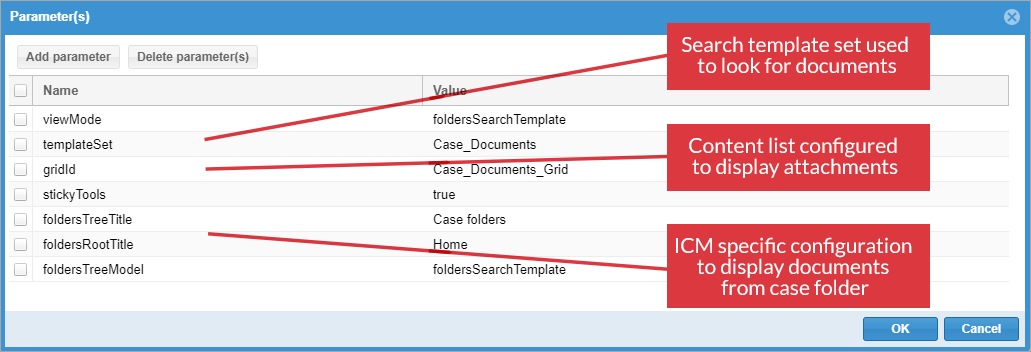 Parameter(s)
Add parameter Delete parameter(s)
Name Value
viewMode foldersSearchTemplate
templateSet Case_Documents
gridId Case_Documents_Grid
stickyTools true
foldersTreeTitle Case folders
foldersRootTitle Home
foldersTreeModel foldersSearchTemplate
Search template set used
to look for documents
Content list configured
to display attachments
ICM specific configuration
to display documents
from case folder
OK Cancel